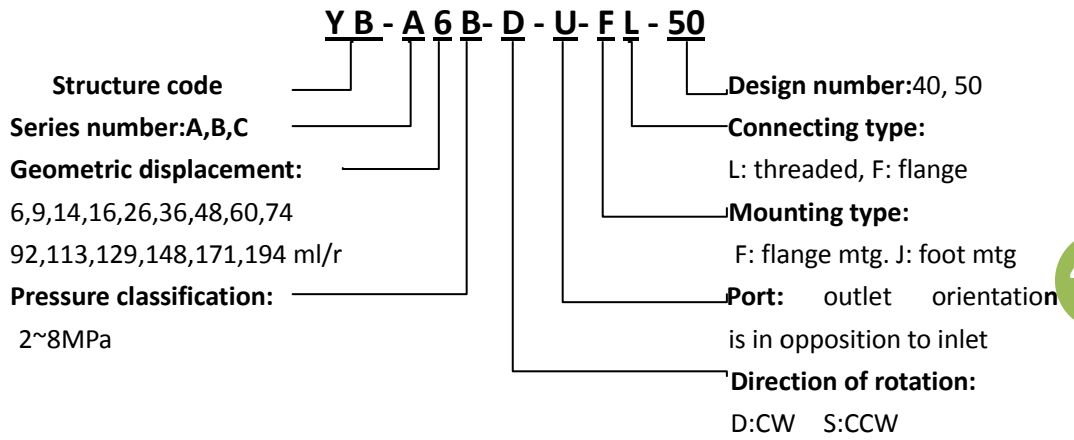 Y B - A 6 B- D - U- F L - 50
Structure code
Series number:A,B,C
Geometric displacement:
6,9,14,16,26,36,48,60,74
92,113,129,148,171,194 ml/r
Pressure classification:
2~8MPa
Design number:40, 50
Connecting type:
L: threaded, F: flange
Mounting type:
F: flange mtg. J: foot mtg
Port: outlet orientation
is in opposition to inlet
Direction of rotation:
D:CW S:CCW